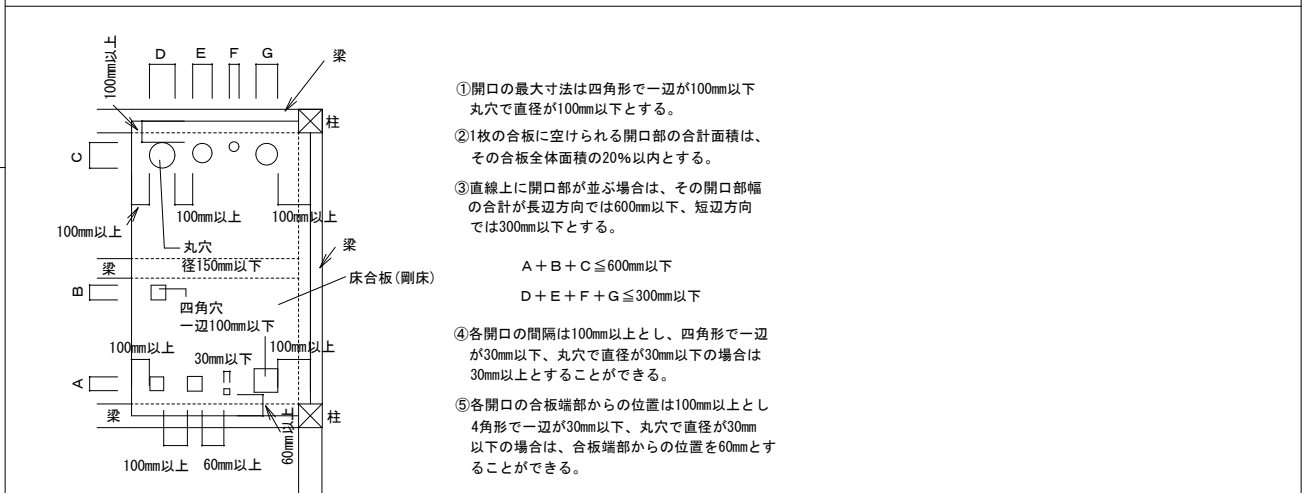 D E F G
梁
100mm以上
柱
C
100mm以上 100mm以上
100mm以上
丸穴
径150mm以下
梁
梁
床合板(剛床)
B
四角穴
一辺100mm以下
100mm以上 30mm以下 100mm以上
A
梁
柱
60mm以上
100mm以上 60mm以上
①開口の最大寸法は四角形で一辺が100mm以下
丸穴で直径が100mm以下とする。
②1枚の合板に空けられる開口部の合計面積は、
その合板全体面積の20%以内とする。
③直線上に開口部が並ぶ場合は、その開口部幅
の合計が長辺方向では600mm以下、短辺方向
では300mm以下とする。
A+B+C≦600mm以下
D+E+F+G≦300mm以下
④各開口の間隔は100mm以上とし、四角形で一辺
が30mm以下、丸穴で直径が30mm以下の場合は
30mm以上とすることができる。
⑤各開口の合板端部からの位置は100mm以上とし
4角形で一辺が30mm以下、丸穴で直径が30mm
以下の場合は、合板端部からの位置を60mmとす
ることができる。